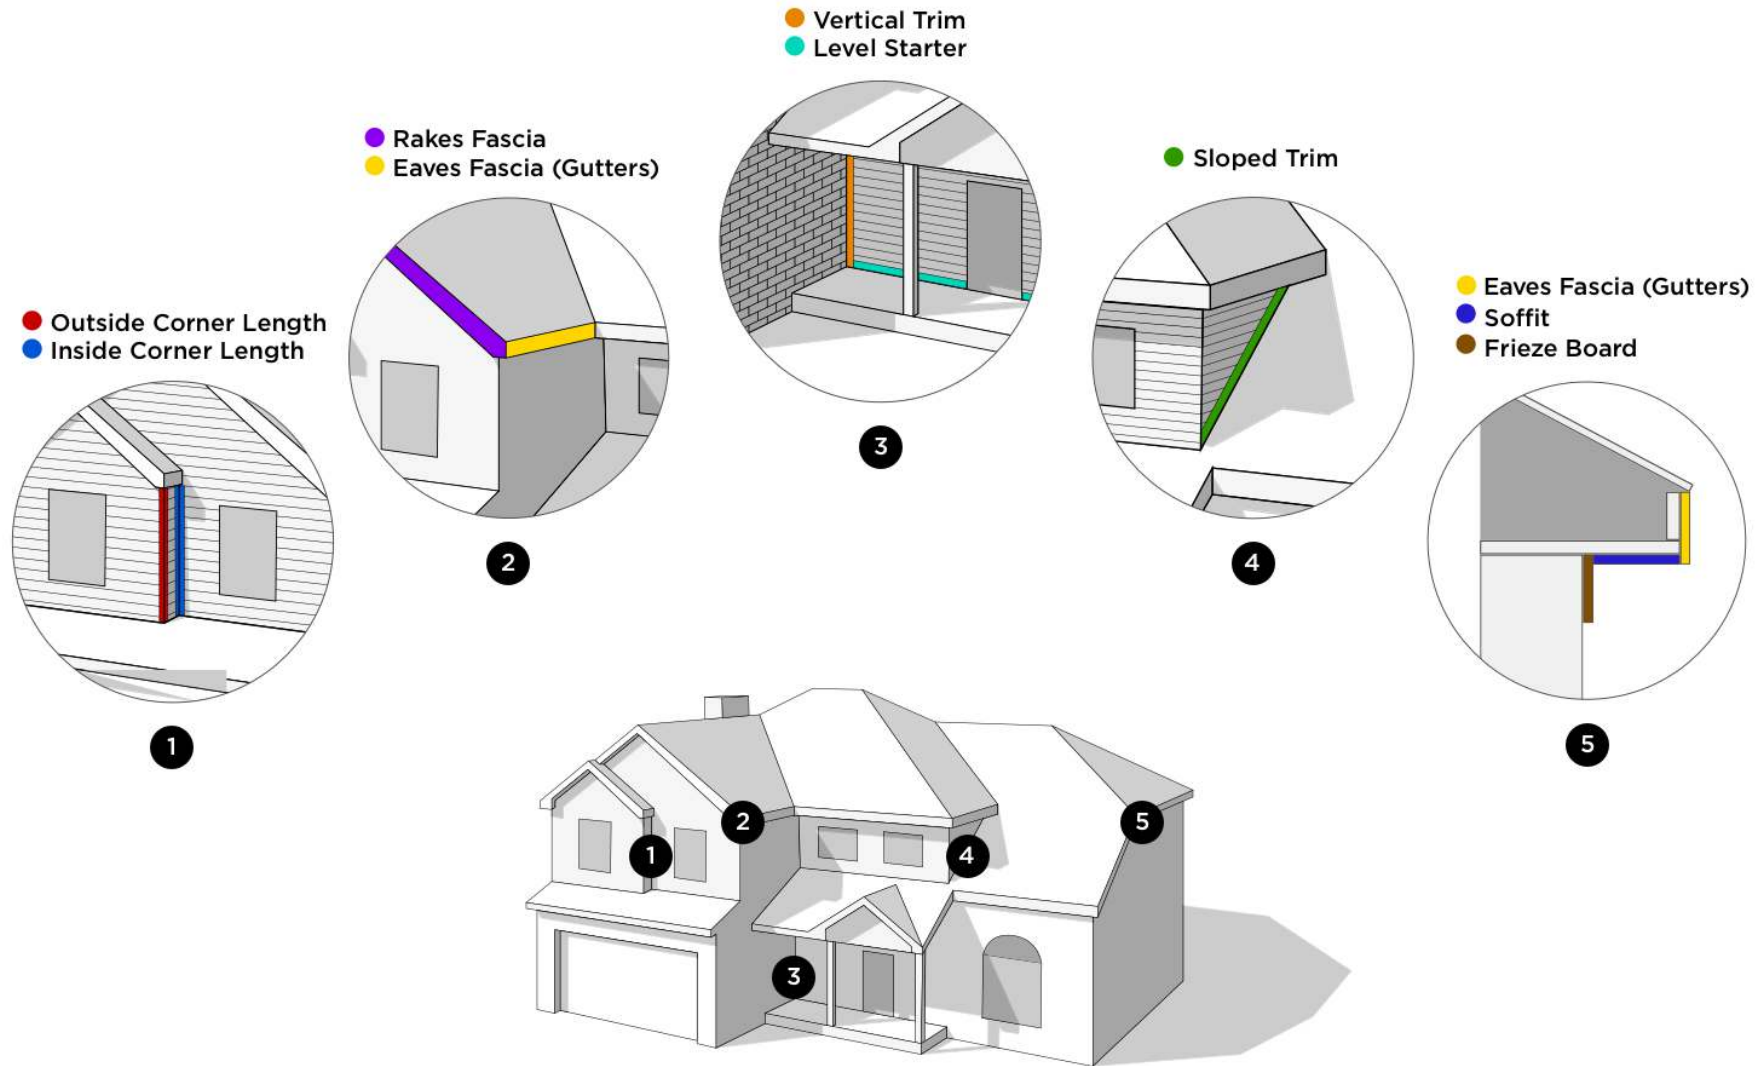 Vertical Trim
Level Starter
Rakes Fascia
Eaves Fascia (Gutters)
Sloped Trim
Eaves Fascia (Gutters)
Soffit
Frieze Board
Outside Corner Length
Inside Corner Length
3
2
4
1
5
2
5
1
4
3